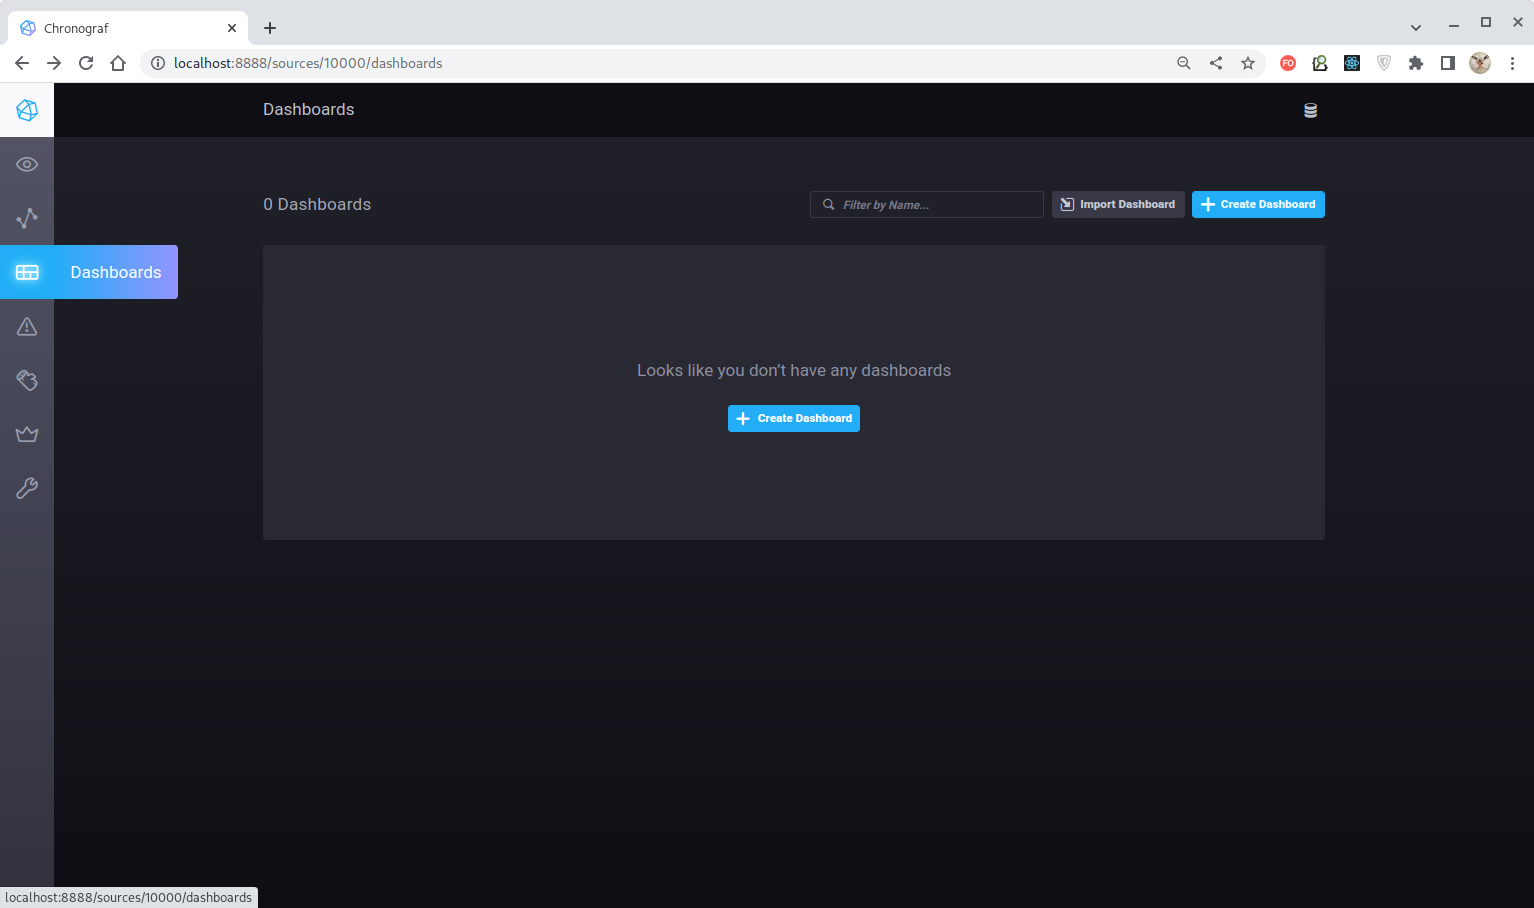 Chronograf
localhost:8888/sources/10000/dashboards
FO
Dashboards
0 Dashboards
Filter by Name...
Import Dashboard
Create Dashboard
Dashboards
Looks like you don’t have any dashboards
Create Dashboard
localhost:8888/sources/10000/dashboards